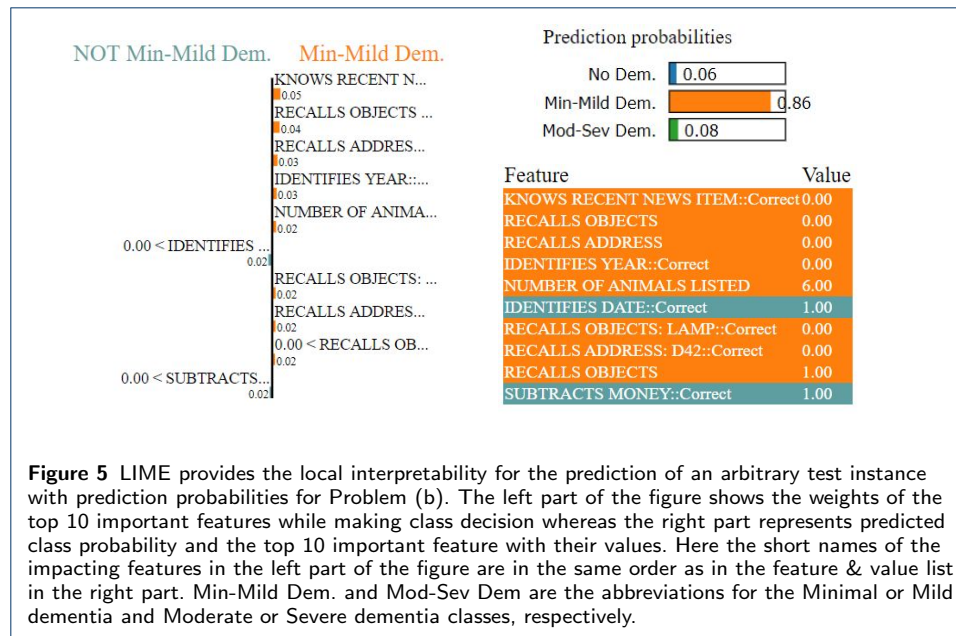 NOT Min-Mild Dem. Min-Mild Dem.
KNOWS RECENT N...
0.05
RECALLS OBJECTS ...
0.04
RECALLS ADDRES...
0.03
IDENTIFIES YEAR::...
0.03
NUMBER OF ANIMA...
0.02
0.00 < IDENTIFIES ...
0.02
RECALLS OBJECTS: ...
0.02
RECALLS ADDRES...
0.02
0.00 < RECALLS OB...
0.02
0.00 < SUBTRACTS...
0.02
Prediction probabilities
No Dem. 0.06
Min-Mild Dem. 0.86
Mod-Sev Dem. 0.08
Feature Value
KNOWS RECENT NEWS ITEM::Correct 0.00
RECALLS OBJECTS 0.00
RECALLS ADDRESS 0.00
IDENTIFIES YEAR::Correct 0.00
NUMBER OF ANIMALS LISTED 6.00
IDENTIFIES DATE::Correct 1.00
RECALLS OBJECTS: LAMP::Correct 0.00
RECALLS ADDRESS: D42::Correct 0.00
RECALLS OBJECTS 1.00
SUBTRACTS MONEY::Correct 1.00
Figure 5 LIME provides the local interpretability for the prediction of an arbitrary test instance
with prediction probabilities for Problem (b). The left part of the figure shows the weights of the
top 10 important features while making class decision whereas the right part represents predicted
class probability and the top 10 important feature with their values. Here the short names of the
impacting features in the left part of the figure are in the same order as in the feature & value list
in the right part. Min-Mild Dem. and Mod-Sev Dem are the abbreviations for the Minimal or Mild
dementia and Moderate or Severe dementia classes, respectively.